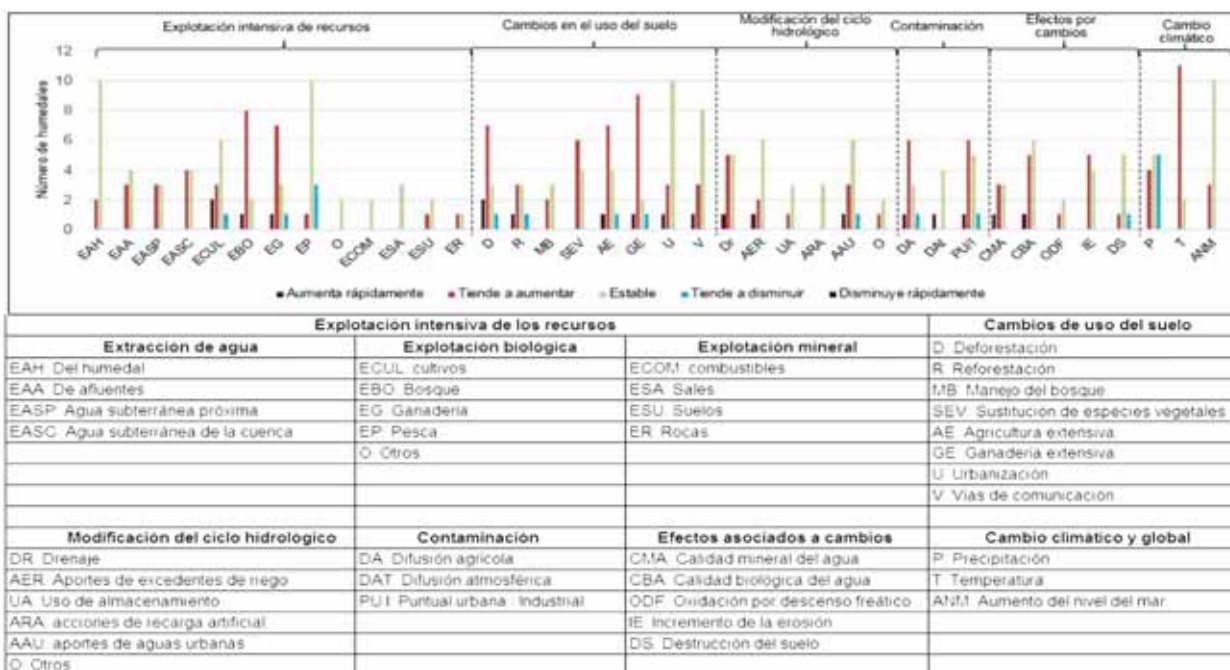 Explotación intensiva de recursos
Cambios en el uso del suelo
Modificación del ciclo hidrológico
Contaminación
Efectos por cambios
Cambio climático
Número de humedales
12
10
8
6
4
2
0
EAH EAA EASP EASC ECUL EBO EG EP O ECOM ESA ESU ER D R MB SEV AE GE U V Dr AER UA ARA AAU O DA DAt PU/I CMA CBA ODF IE DS P T ANM
Aumenta rápidamente Tiende a aumentar Estable Tiende a disminuir Disminuye rápidamente
Explotación intensiva de los recursos Cambios de uso del suelo
Extracción de agua Explotación biológica Explotación mineral D Deforestación
EAH Del humedal ECUL cultivos ECOM combustibles R Reforestación
EAA De afluentes EBO Bosque ESA Sales MB Manejo del bosque
EASP Agua subterránea próxima EG Ganadería ESU Suelos SEV Sustitución de especies vegetales
EASC Agua subterránea de la cuenca EP Pesca ER Rocas AE Agricultura extensiva
O Otros GE Ganadería extensiva
U Urbanización
V Vías de comunicación
Modificación del ciclo hidrológico Contaminación Efectos asociados a cambios Cambio climático y global
DR Drenaje DA Difusión agrícola CMA Calidad mineral del agua P Precipitación
AER Aportes de excedentes de riego DAT Difusión atmosférica CBA Calidad biológica del agua T Temperatura
UA Uso de almacenamiento PU I Puntual urbana Industrial ODF Oxidación por descenso freático ANM Aumento del nivel del mar
ARA acciones de recarga artificial IE Incremento de la erosión
AAU aportes de aguas urbanas DS Destrucción del suelo
O Otros